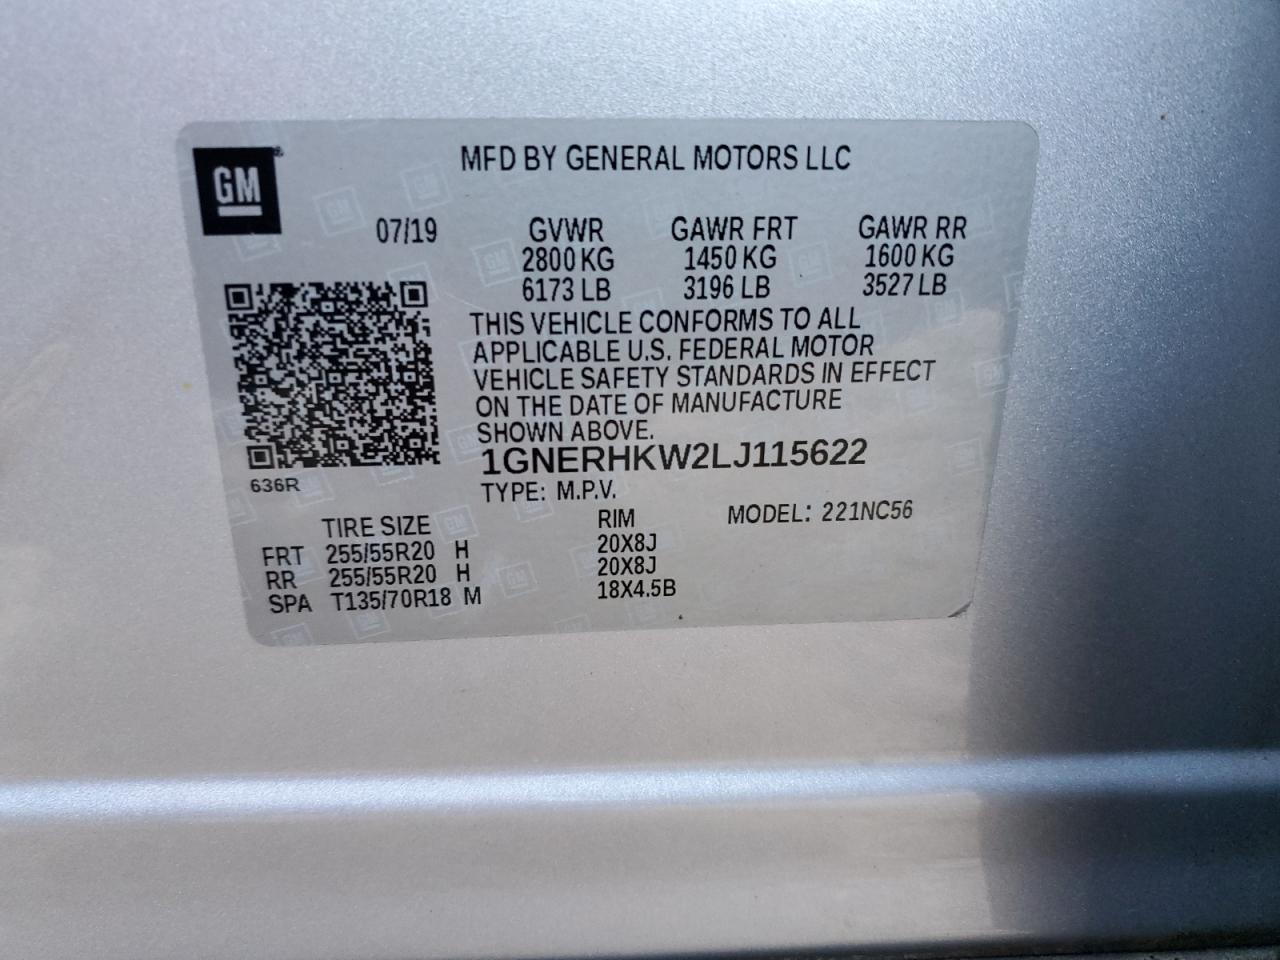 GM
MFD BY GENERAL MOTORS LLC
07/19 GVWR GAWR FRT GAWR RR
2800 KG 1450 KG 1600 KG
6173 LB 3196 LB 3527 LB
THIS VEHICLE CONFORMS TO ALL
APPLICABLE U.S. FEDERAL MOTOR
VEHICLE SAFETY STANDARDS IN EFFECT
ON THE DATE OF MANUFACTURE
SHOWN ABOVE.
1GNERHKW2LJ115622
636R
TYPE: M.P.V.
TIRE SIZE RIM MODEL: 221NC56
FRT 255/55R20 H 20X8J
RR 255/55R20 H 20X8J
SPA T135/70R18 M 18X4.5B